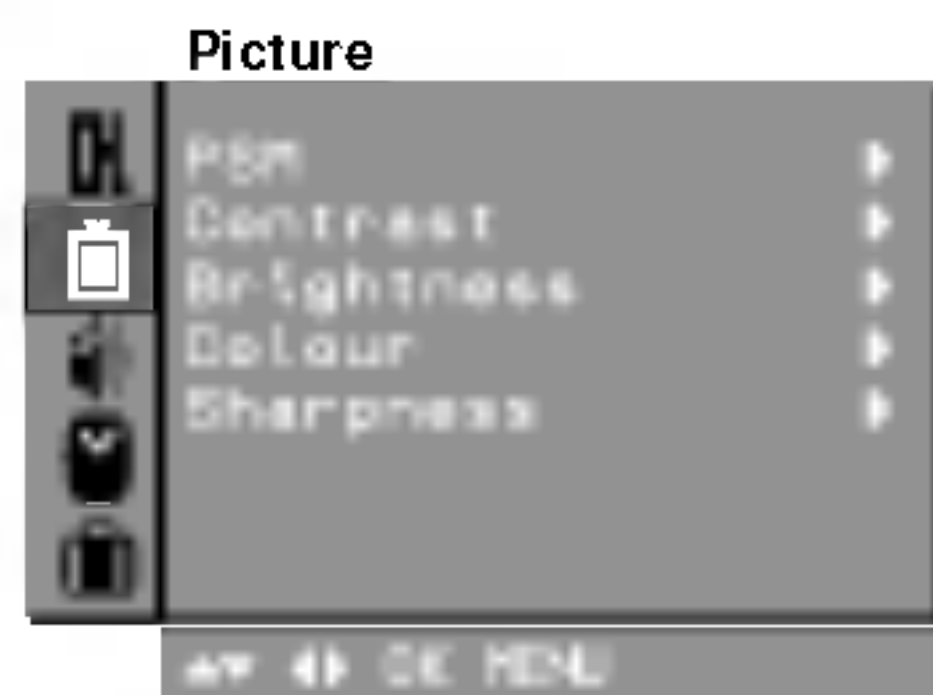 Picture
PSM
Contrast
Brightness
Colour
Sharpness
OK MENU